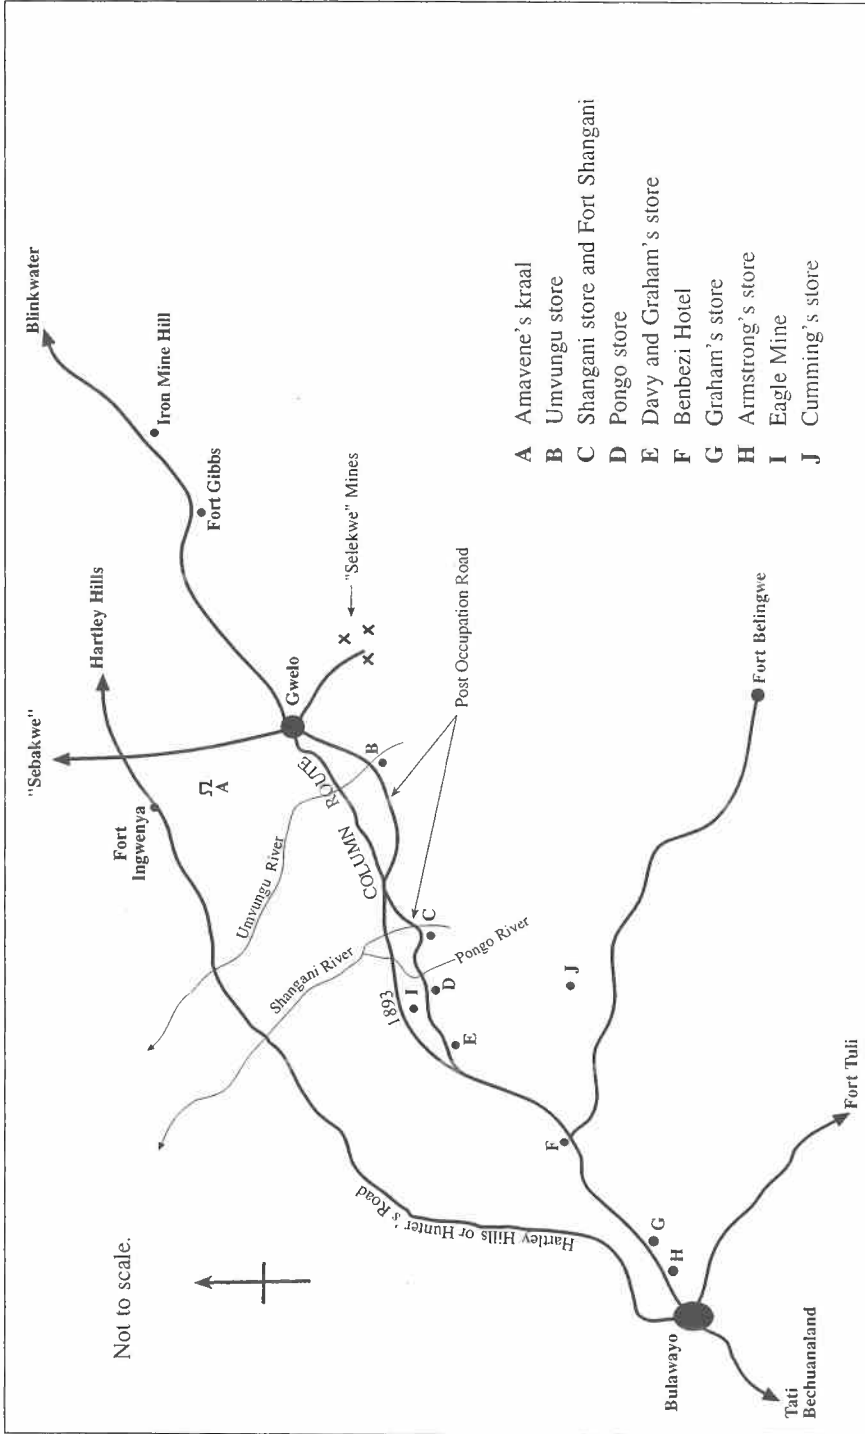 Not to scale.
"Sebakwe"
Hartley Hills
Blinkwater
Fort
Ingwenya
A
Iron Mine Hill
Fort Gibbs
Umvungu River
Gwelo
"Selekwe" Mines
Shangani River
COLUMN ROUTE
1893
B
Post Occupation Road
C
Pongo River
I
D
E
Hartley Hills or Hunter's Road
F
J
Fort Belingwe
G
H
Bulawayo
Tati
Bechuanaland
Fort Tuli
A Amavene's kraal
B Umvungu store
C Shangani store and Fort Shangani
D Pongo store
E Davy and Graham's store
F Benbezi Hotel
G Graham's store
H Armstrong's store
I Eagle Mine
J Cumming's store